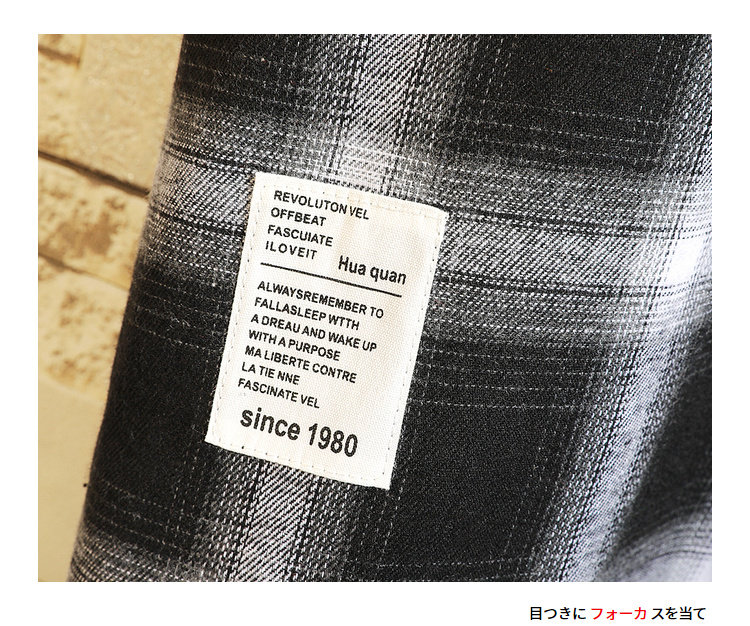 REVOLUTON VEL
OFFBEAT
FASCUIATE
ILOVEIT
Hua quan
ALWAYSREMEMBER TO
FALLASLEEP WTTH
A DREAU AND WAKE UP
WITH A PURPOSE
MA LIBERTE CONTRE
LA TIE NNE
FASCINATE VEL
since 1980
目つきに フォーカ スを当て